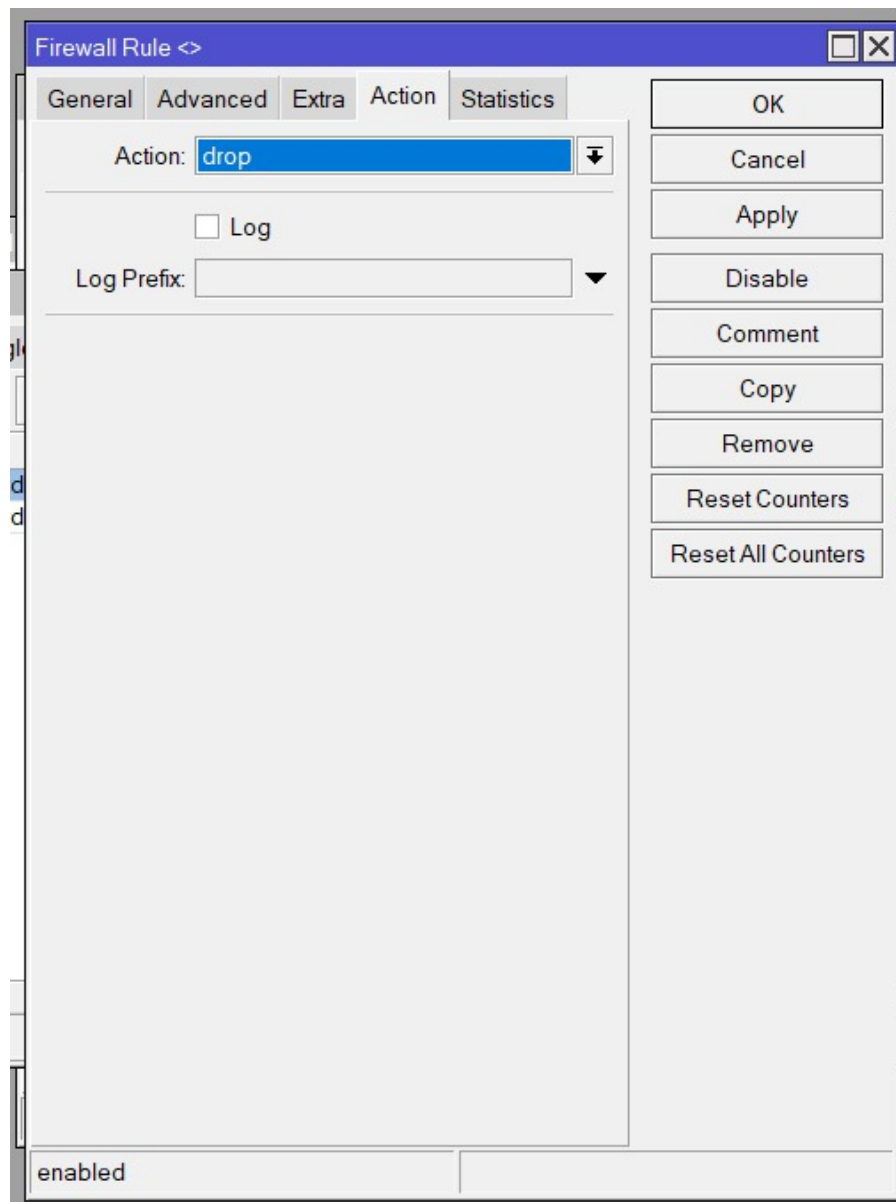 Firewall Rule <>
General Advanced Extra Action Statistics
Action: drop
Log
Log Prefix:
OK
Cancel
Apply
Disable
Comment
Copy
Remove
Reset Counters
Reset All Counters
d
d
enabled